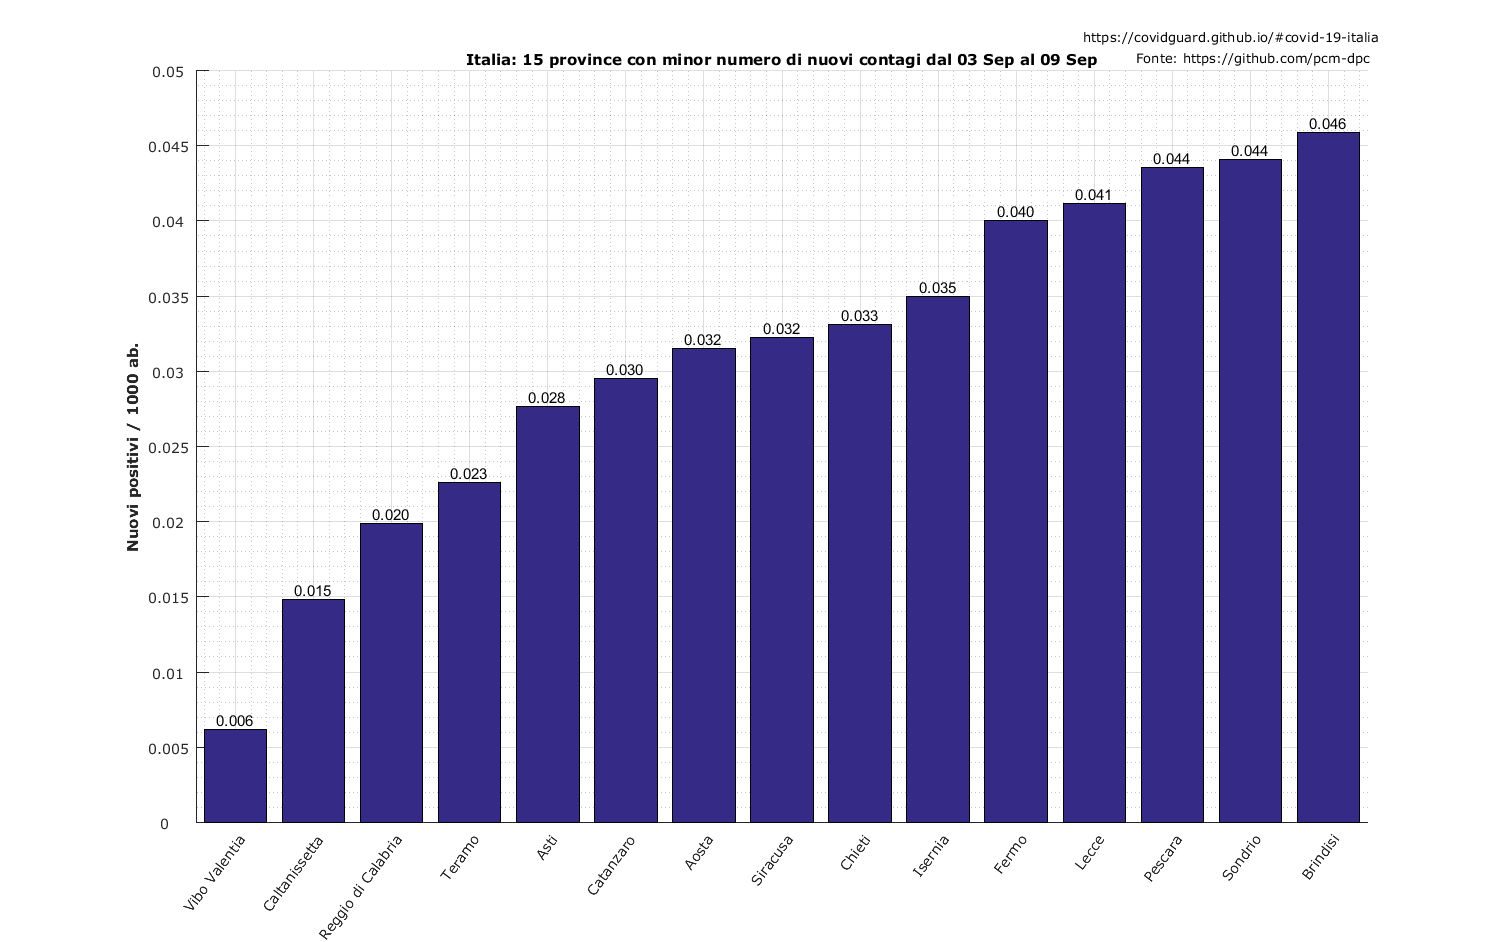 https://covidguard.github.io/#covid-19-italia
Italia: 15 province con minor numero di nuovi contagi dal 03 Sep al 09 Sep
Fonte: https://github.com/pcm-dpc
Nuovi positivi / 1000 ab.
0.05
0.045
0.04
0.035
0.03
0.025
0.02
0.015
0.01
0.005
0
0.006
0.015
0.020
0.023
0.028
0.030
0.032
0.032
0.033
0.035
0.040
0.041
0.044
0.044
0.046
Vibo Valentia
Caltanissetta
Reggio di Calabria
Teramo
Asti
Catanzaro
Aosta
Siracusa
Chieti
Isernia
Fermo
Lecce
Pescara
Sondrio
Brindisi